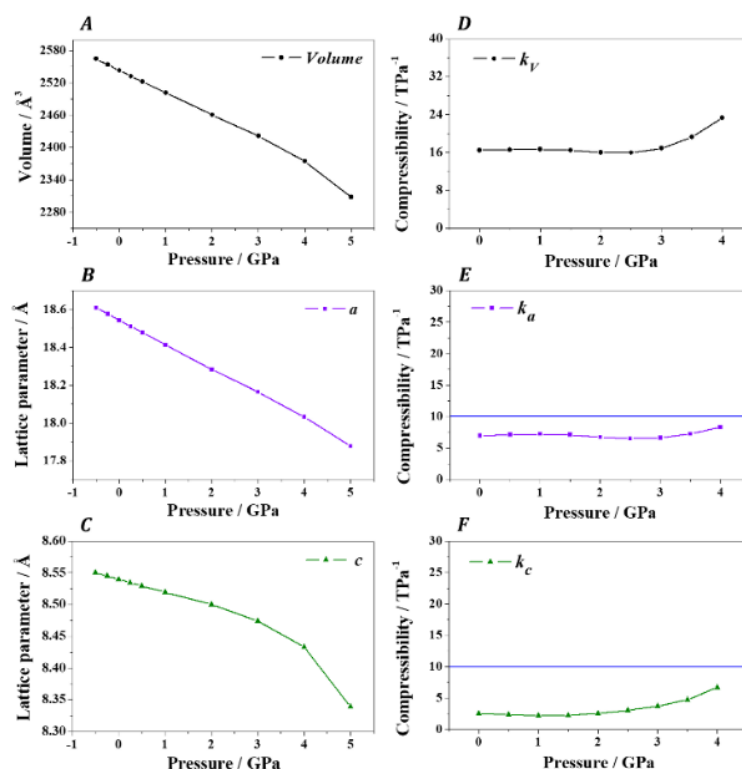 A
Volume
2580
2520
2460
2400
2340
2280
Volume / Å³
-1 0 1 2 3 4 5
Pressure / GPa
D
k_V
40
32
24
16
8
0
Compressibility / TPa⁻¹
0 1 2 3 4
Pressure / GPa
B
a
18.6
18.4
18.2
18.0
17.8
Lattice parameter / Å
-1 0 1 2 3 4 5
Pressure / GPa
E
k_a
30
25
20
15
10
5
0
Compressibility / TPa⁻¹
0 1 2 3 4
Pressure / GPa
C
c
8.60
8.55
8.50
8.45
8.40
8.35
8.30
Lattice parameter / Å
-1 0 1 2 3 4 5
Pressure / GPa
F
k_c
30
25
20
15
10
5
0
Compressibility / TPa⁻¹
0 1 2 3 4
Pressure / GPa